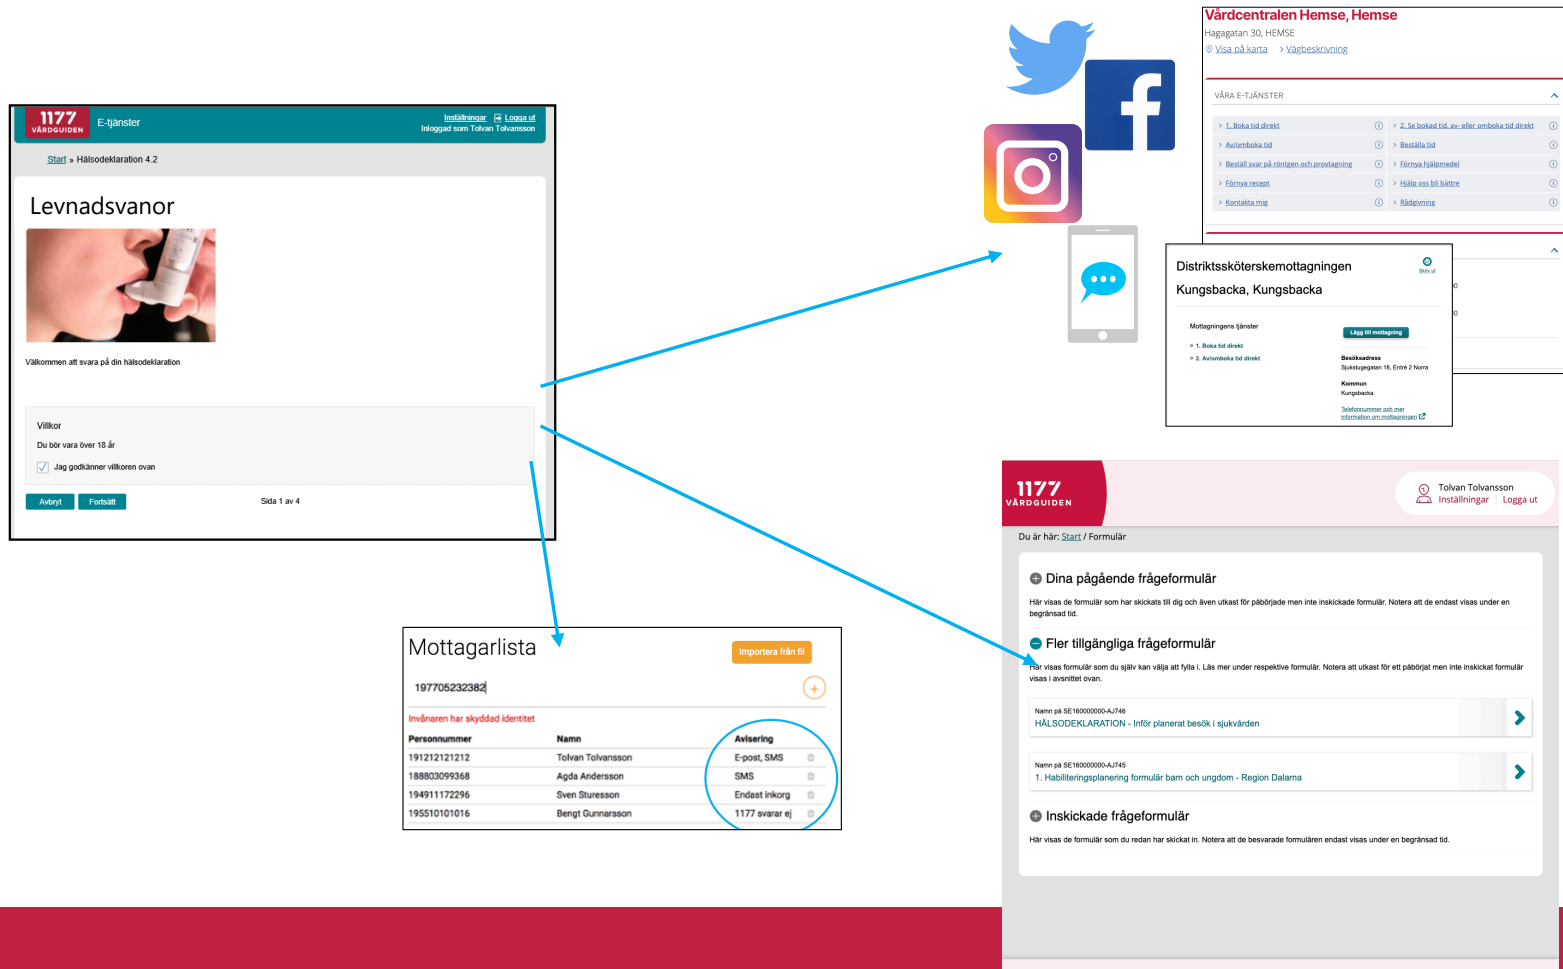 1177
VÅRDGUIDEN
E-tjänster
Inställningar Logga ut
Inloggad som Tolvan Tolvansson
Start » Hälsodeklaration 4.2
Levnadsvanor
Välkommen att svara på din hälsodeklaration
Villkor
Du bör vara över 18 år
Jag godkänner villkoren ovan
Avbryt Fortsätt Sida 1 av 4
Vårdcentralen Hemse, Hemse
Hagagatan 30, HEMSE
Visa på karta > Vägbeskrivning
VÅRA E-TJÄNSTER
> 1. Boka tid direkt > 2. Se bokad tid, av- eller omboka tid direkt
> Av/omboka tid > Beställa tid
> Beställ svar på röntgen och provtagning > Förnya hjälpmedel
> Förnya recept > Hjälp oss bli bättre
> Kontakta mig > Rådgivning
Distriktssköterskemottagningen
Kungsbacka, Kungsbacka
Skriv ut
Mottagningens tjänster
» 1. Boka tid direkt
» 2. Av/omboka tid direkt
Lägg till mottagning
Besöksadress
Sjukstugegatan 18, Entré 2 Norra
Kommun
Kungsbacka
Telefonnummer och mer
information om mottagningen
Mottagarlista
Importera från fil
197705232382
Invånaren har skyddad identitet
Personnummer Namn Avisering
191212121212 Tolvan Tolvansson E-post, SMS
188803099368 Agda Andersson SMS
194911172296 Sven Sturesson Endast inkorg
195510101016 Bengt Gunnarsson 1177 svarar ej
1177
VÅRDGUIDEN
Tolvan Tolvansson
Inställningar Logga ut
Du är här: Start / Formulär
Dina pågående frågeformulär
Här visas de formulär som har skickats till dig och även utkast för påbörjade men inte inskickade formulär. Notera att de endast visas under en
begränsad tid.
Fler tillgängliga frågeformulär
Här visas formulär som du själv kan välja att fylla i. Läs mer under respektive formulär. Notera att utkast för ett påbörjat men inte inskickat formulär
visas i avsnittet ovan.
Namn på SE160000000-AJ746
HÄLSODEKLARATION - Inför planerat besök i sjukvården
Namn på SE160000000-AJ745
1. Habiliteringsplanering formulär barn och ungdom - Region Dalarna
Inskickade frågeformulär
Här visas de formulär som du redan har skickat in. Notera att de besvarade formulären endast visas under en begränsad tid.